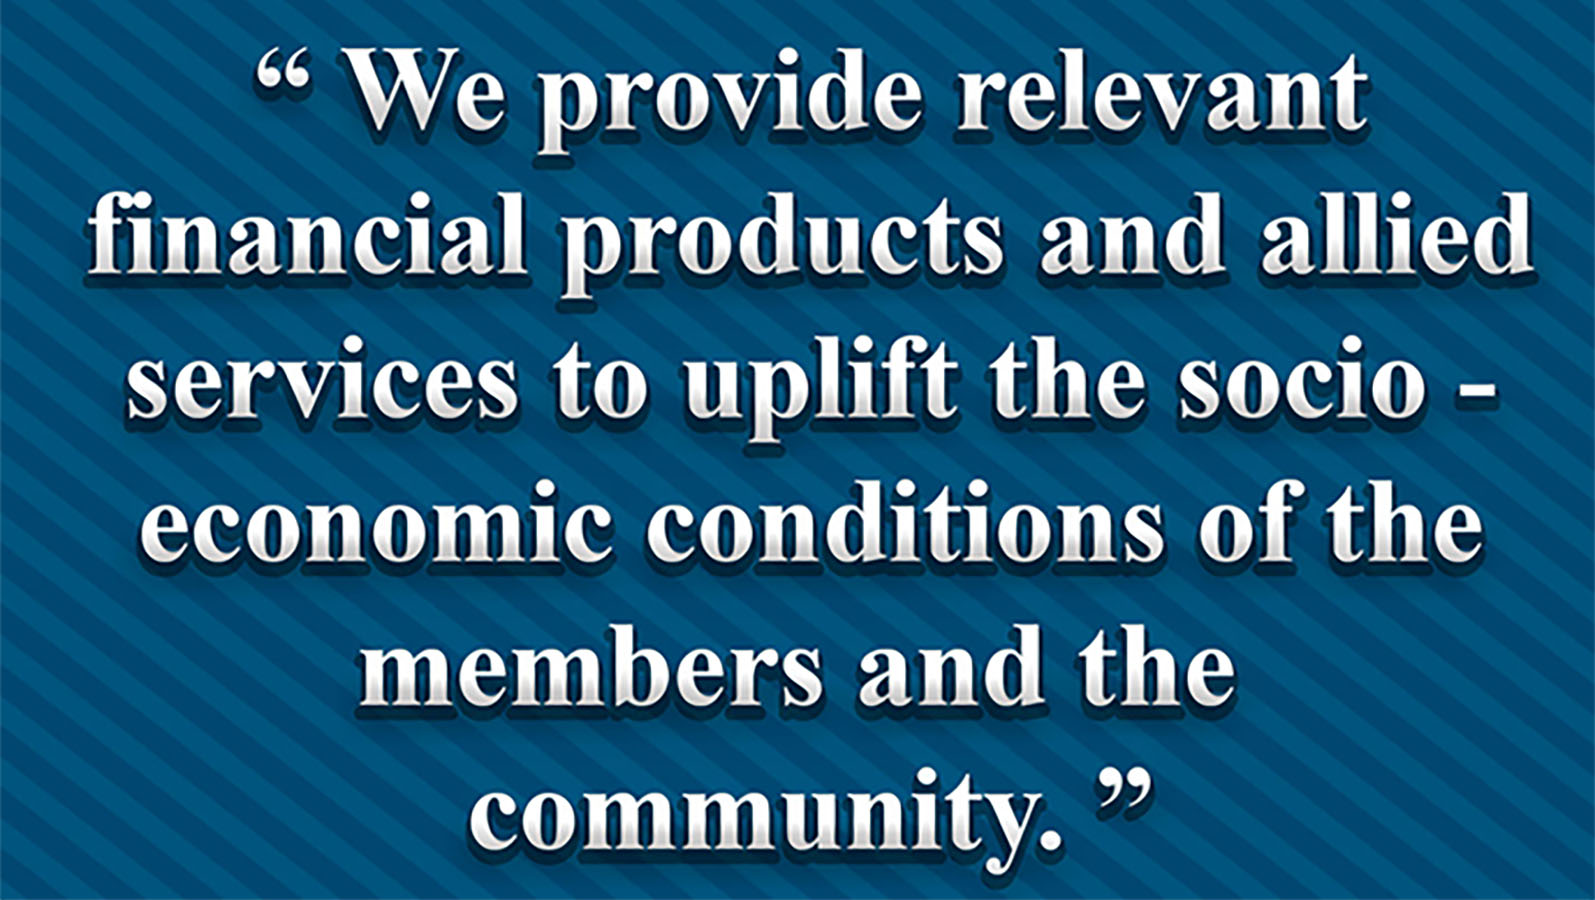 “ We provide relevant
financial products and allied
services to uplift the socio -
economic conditions of the
members and the
community. ”